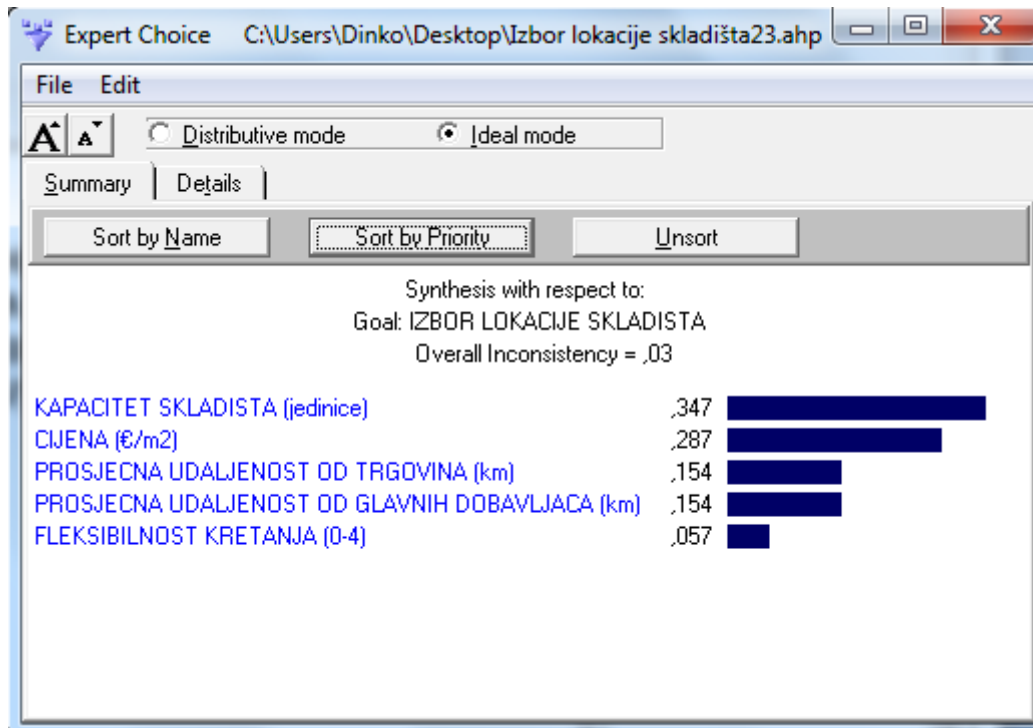 Expert Choice C:\Users\Dinko\Desktop\Izbor lokacije skladišta23.ahp
File Edit
A A Distributive mode Ideal mode
Summary Details
Sort by Name Sort by Priority Unsort
Synthesis with respect to:
Goal: IZBOR LOKACIJE SKLADISTA
Overall Inconsistency = ,03
KAPACITET SKLADISTA (jedinice) ,347
CIJENA (€/m2) ,287
PROSJECNA UDALJENOST OD TRGOVINA (km) ,154
PROSJECNA UDALJENOST OD GLAVNIH DOBAVLJACA (km) ,154
FLEKSIBILNOST KRETANJA (0-4) ,057